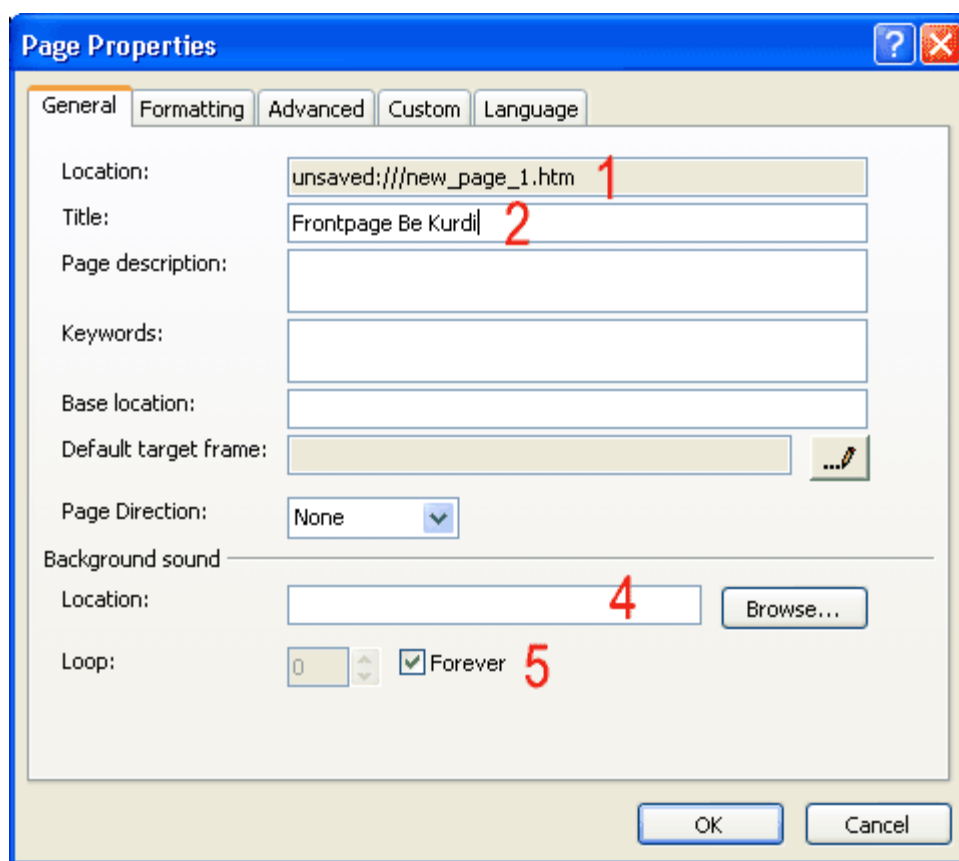 Page Properties
General Formatting Advanced Custom Language
Location: unsaved:///new_page_1.htm 1
Title: Frontpage Be Kurdi 2
Page description:
Keywords:
Base location:
Default target frame: ...
Page Direction: None
Background sound
Location: 4 Browse...
Loop: 0 Forever 5
OK Cancel